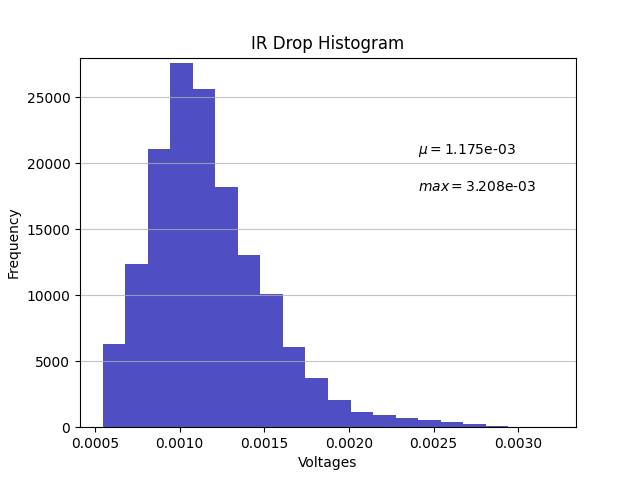 IR Drop Histogram
25000
20000
15000
10000
5000
0
Frequency
μ = 1.175e-03
max = 3.208e-03
0.0005 0.0010 0.0015 0.0020 0.0025 0.0030
Voltages